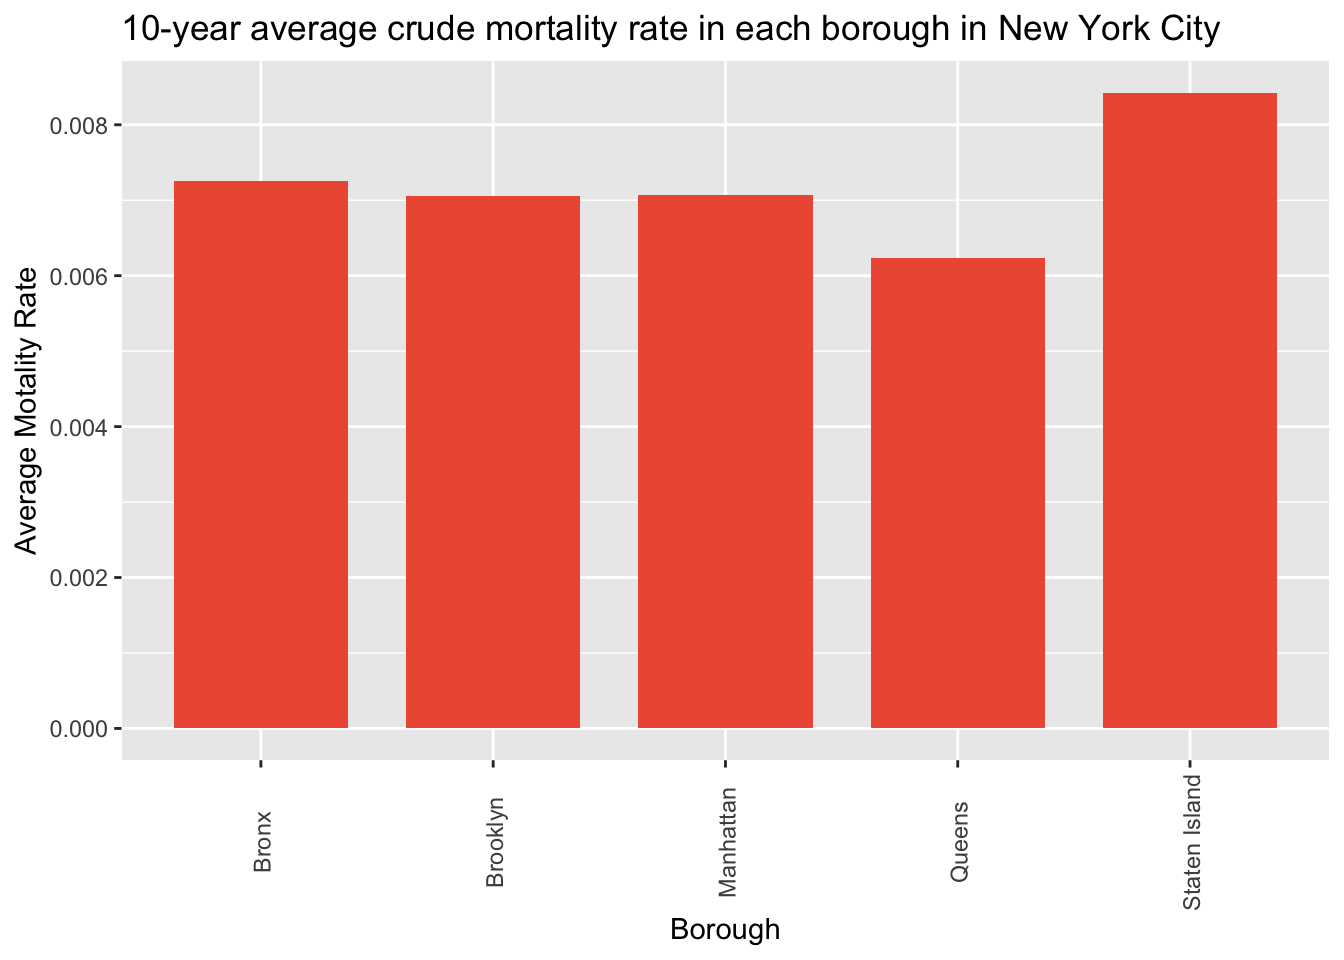 10-year average crude mortality rate in each borough in New York City
Average Motality Rate
0.008
0.006
0.004
0.002
0.000
Bronx
Brooklyn
Manhattan
Queens
Staten Island
Borough